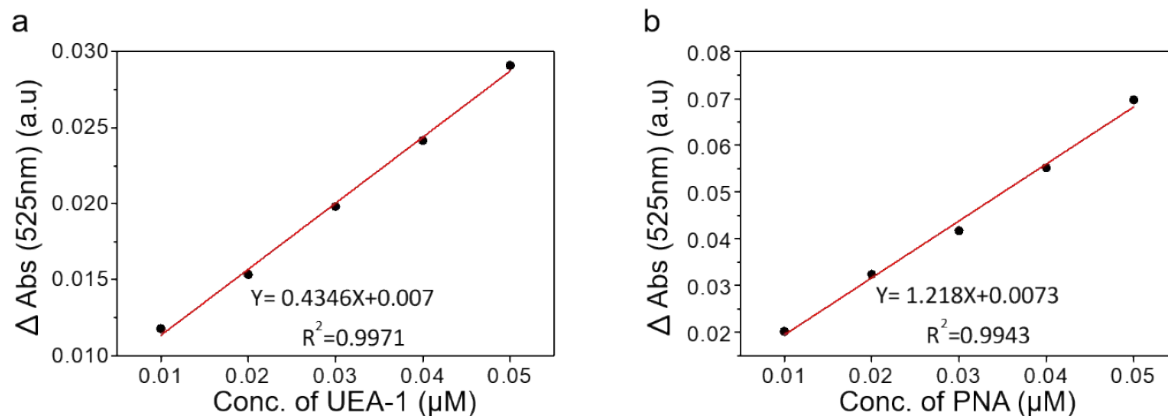 a
0.030
0.025
0.020
0.015
0.010
Δ Abs (525nm) (a.u)
Y= 0.4346X+0.007
R²=0.9971
0.01 0.02 0.03 0.04 0.05
Conc. of UEA-1 (µM)
b
0.08
0.07
0.06
0.05
0.04
0.03
0.02
Δ Abs (525nm) (a.u)
Y= 1.218X+0.0073
R²=0.9943
0.01 0.02 0.03 0.04 0.05
Conc. of PNA (µM)